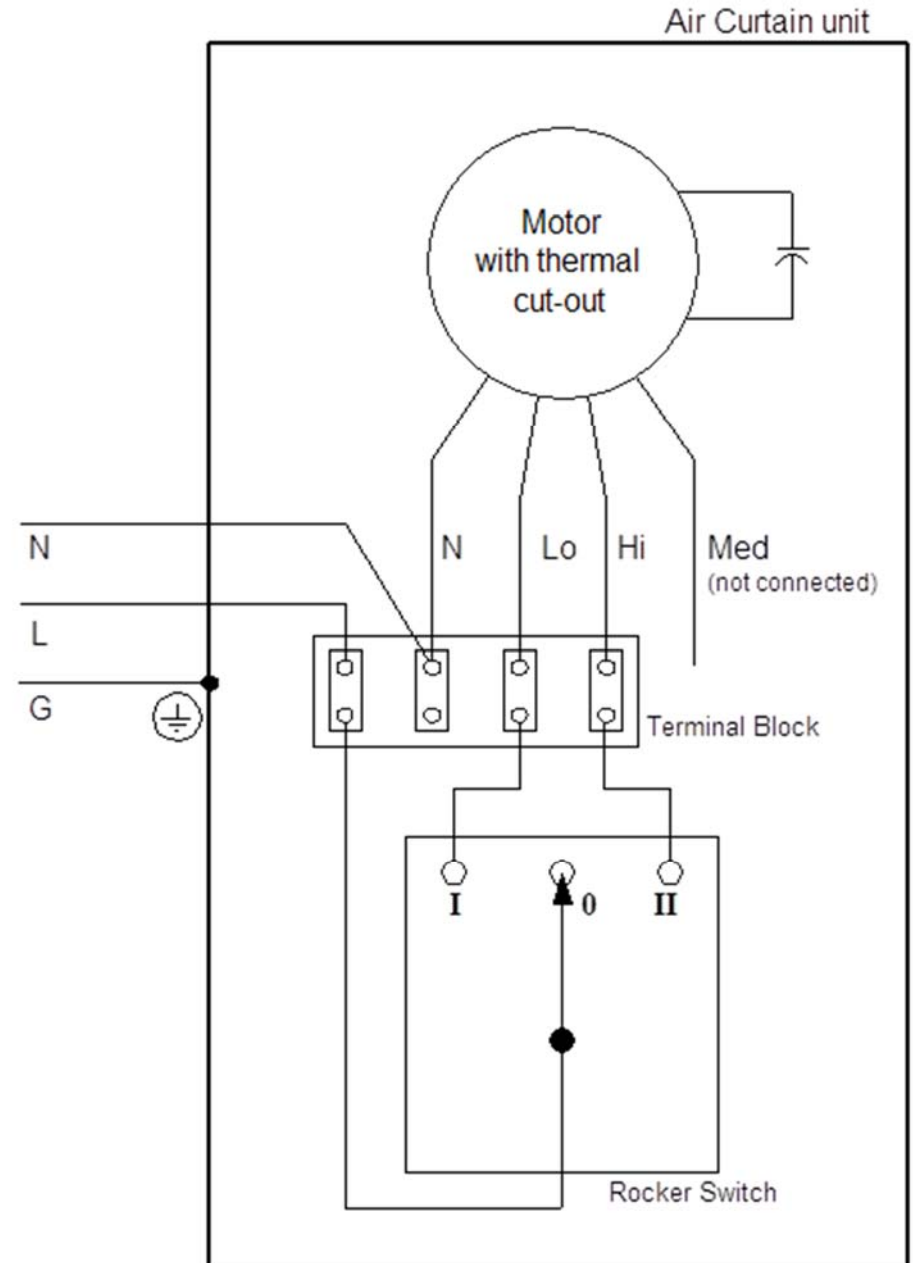 Air Curtain unit
Motor
with thermal
cut-out
N
N
Lo
Hi
Med
(not connected)
L
G
Terminal Block
I
0
II
Rocker Switch